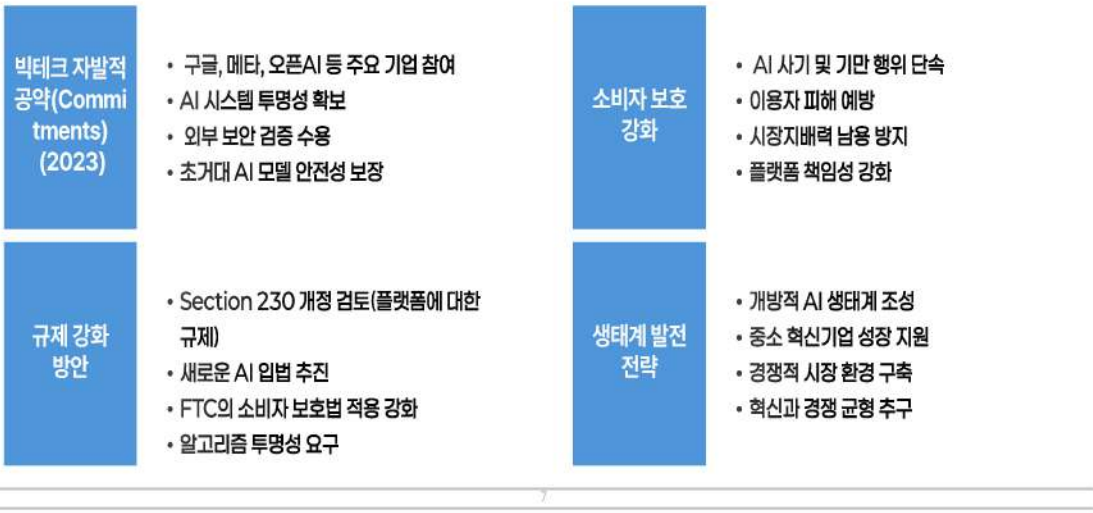 빅테크 자발적
공약(Commi
tments)
(2023)
• 구글, 메타, 오픈AI 등 주요 기업 참여
• AI 시스템 투명성 확보
• 외부 보안 검증 수용
• 초거대 AI 모델 안전성 보장
소비자 보호
강화
• AI 사기 및 기만 행위 단속
• 이용자 피해 예방
• 시장지배력 남용 방지
• 플랫폼 책임성 강화
규제 강화
방안
• Section 230 개정 검토(플랫폼에 대한
규제)
• 새로운 AI 입법 추진
• FTC의 소비자 보호법 적용 강화
• 알고리즘 투명성 요구
생태계 발전
전략
• 개방적 AI 생태계 조성
• 중소 혁신기업 성장 지원
• 경쟁적 시장 환경 구축
• 혁신과 경쟁 균형 추구
7